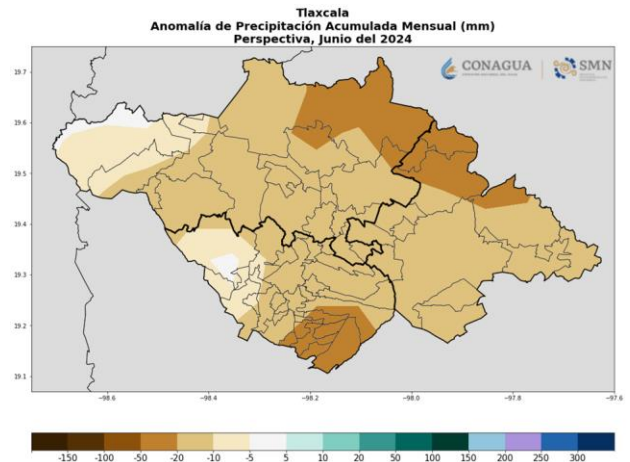 Tlaxcala
Anomalía de Precipitación Acumulada Mensual (mm)
Perspectiva, Junio del 2024
CONAGUA
SMN
19.7
19.6
19.5
19.4
19.3
19.2
19.1
−98.6
−98.4
−98.2
−98.0
−97.8
−97.6
-150 -100 -50 -20 -10 -5 5 10 20 50 100 150 200 250 300